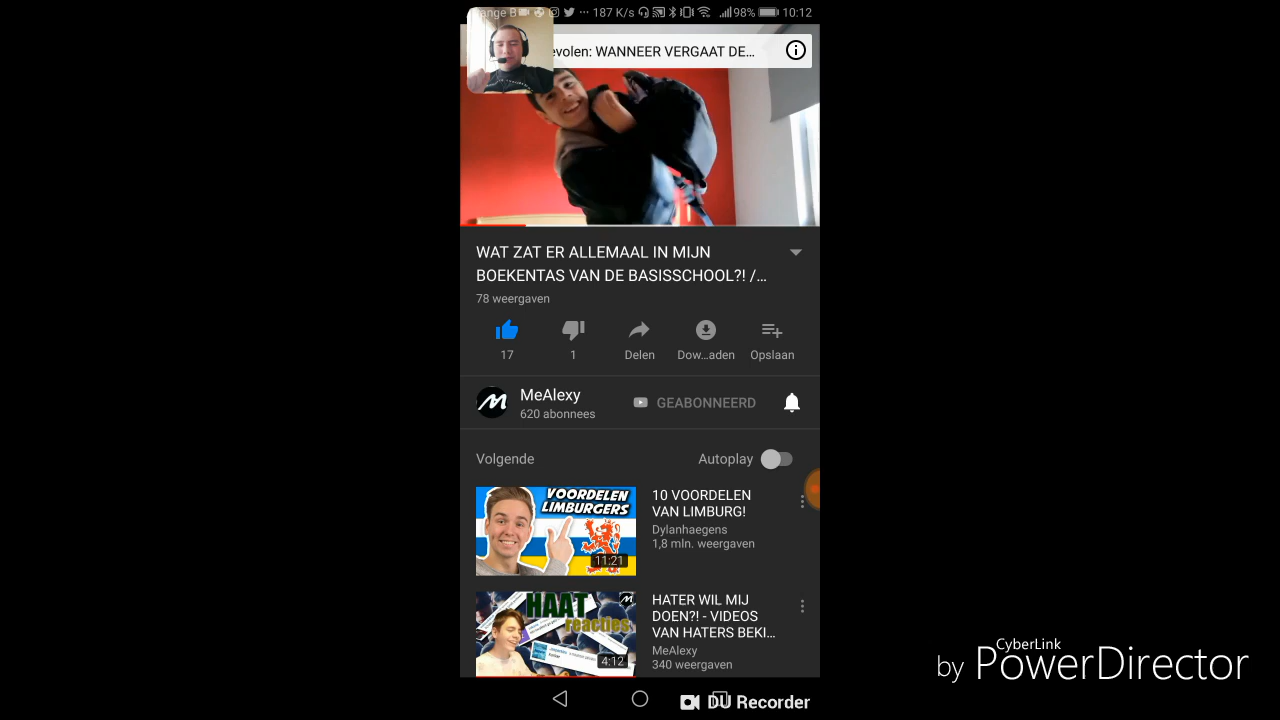 ange B ... 187 K/s 98% 10:12
evolen: WANNEER VERGAAT DE...
WAT ZAT ER ALLEMAAL IN MIJN
BOEKENTAS VAN DE BASISSCHOOL?! /...
78 weergaven
17 1 Delen Dow...aden Opslaan
MeAlexy
620 abonnees
GEABONNEERD
Volgende Autoplay
VOORDELEN
LIMBURGERS
11:21
10 VOORDELEN
VAN LIMBURG!
Dylanhaegens
1,8 mln. weergaven
HAAT
reacties
4:12
HATER WIL MIJ
DOEN?! - VIDEOS
VAN HATERS BEKI...
MeAlexy
340 weergaven
DU Recorder
CyberLink
by PowerDirector